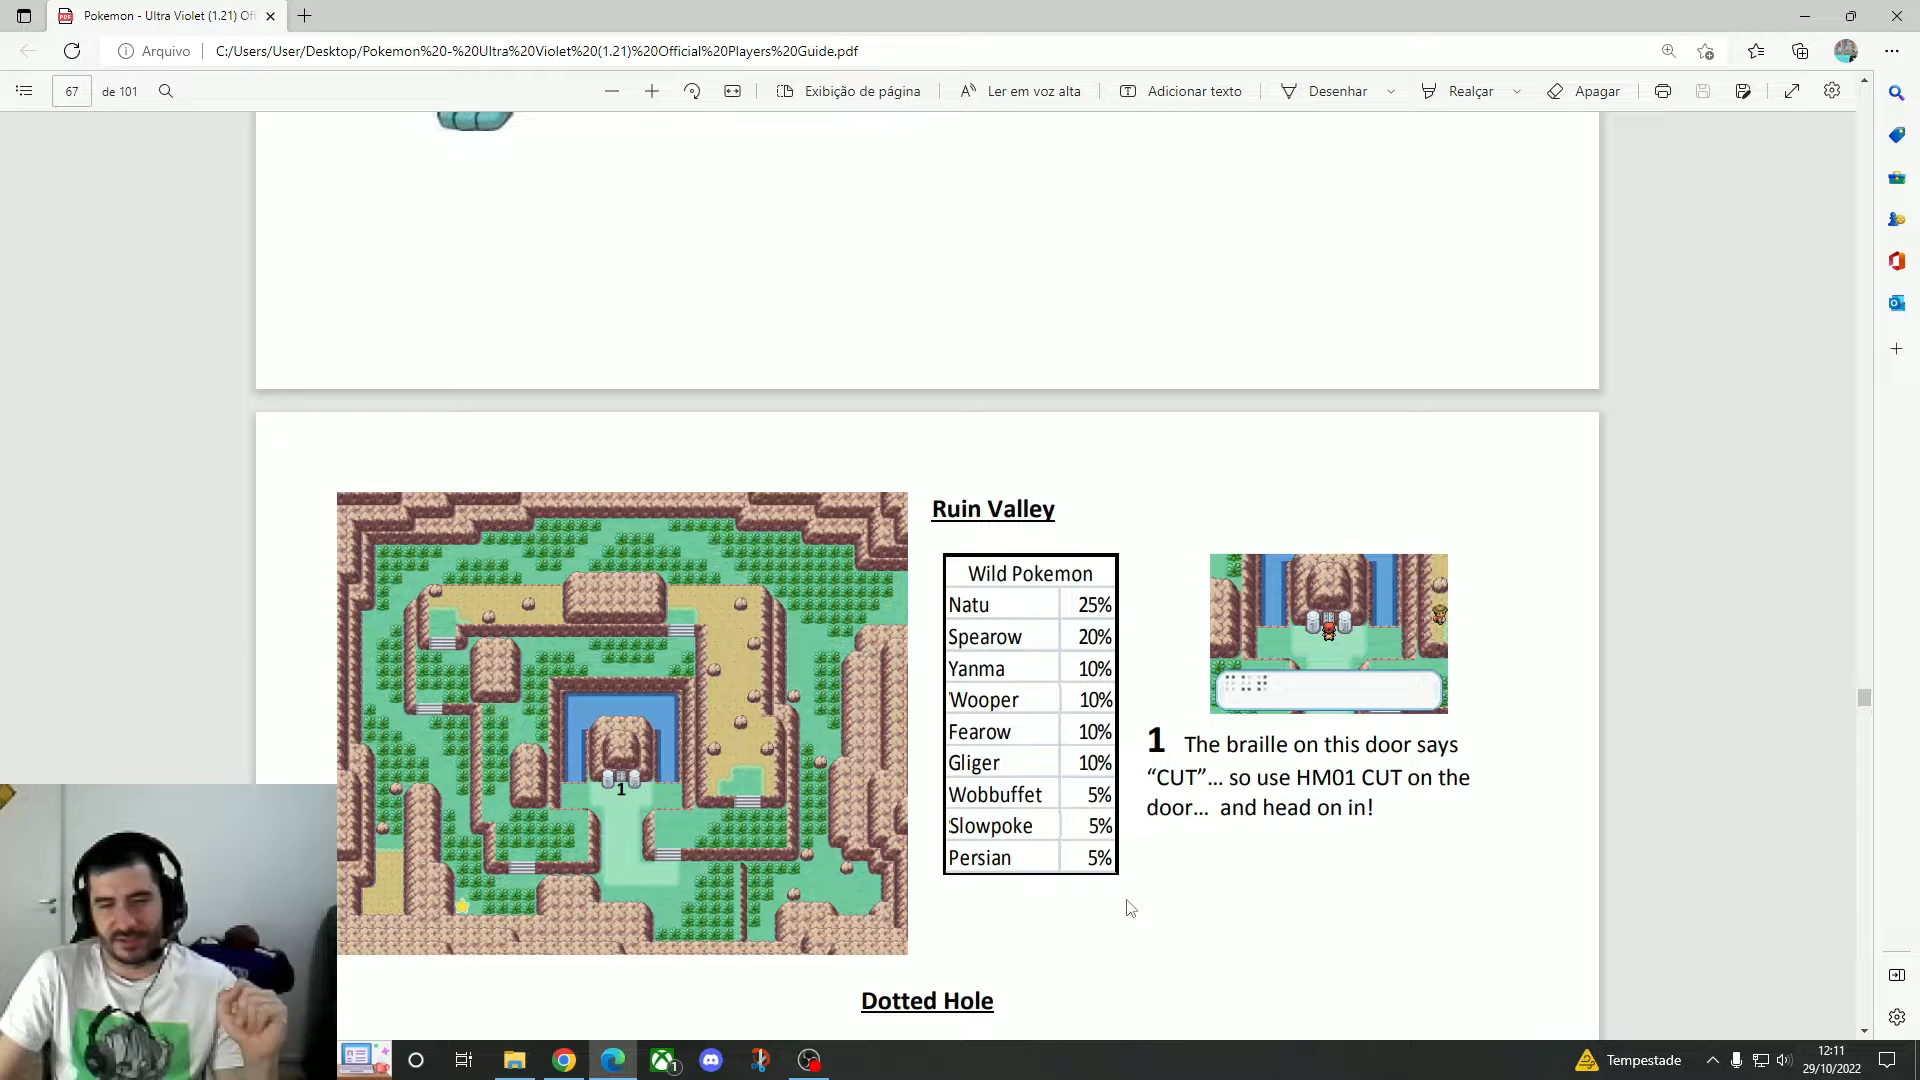 Pokemon - Ultra Violet (1.21) Of
Arquivo
C:/Users/User/Desktop/Pokemon%20-%20Ultra%20Violet%20(1.21)%20Official%20Players%20Guide.pdf
67 de 101
Exibição de página
Ler em voz alta
Adicionar texto
Desenhar
Realçar
Apagar
Ruin Valley
Wild Pokemon
Natu 25%
Spearow 20%
Yanma 10%
Wooper 10%
Fearow 10%
Gliger 10%
Wobbuffet 5%
Slowpoke 5%
Persian 5%
1
1 The braille on this door says
“CUT”... so use HM01 CUT on the
door... and head on in!
Dotted Hole
1
Tempestade
12:11
29/10/2022